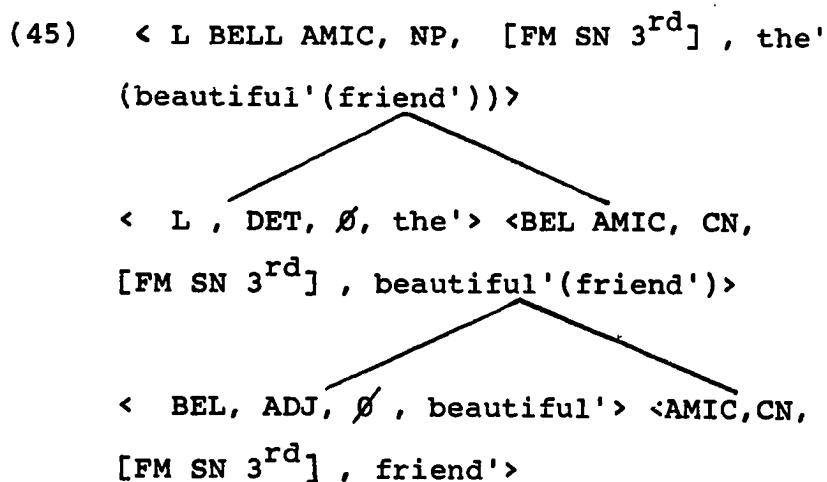 (45) < L BELL AMIC, NP, [FM SN 3rd] , the'
(beautiful'(friend'))>
< L , DET, Ø, the'> <BEL AMIC, CN,
[FM SN 3rd] , beautiful'(friend')>
< BEL, ADJ, Ø , beautiful'> <AMIC,CN,
[FM SN 3rd] , friend'>